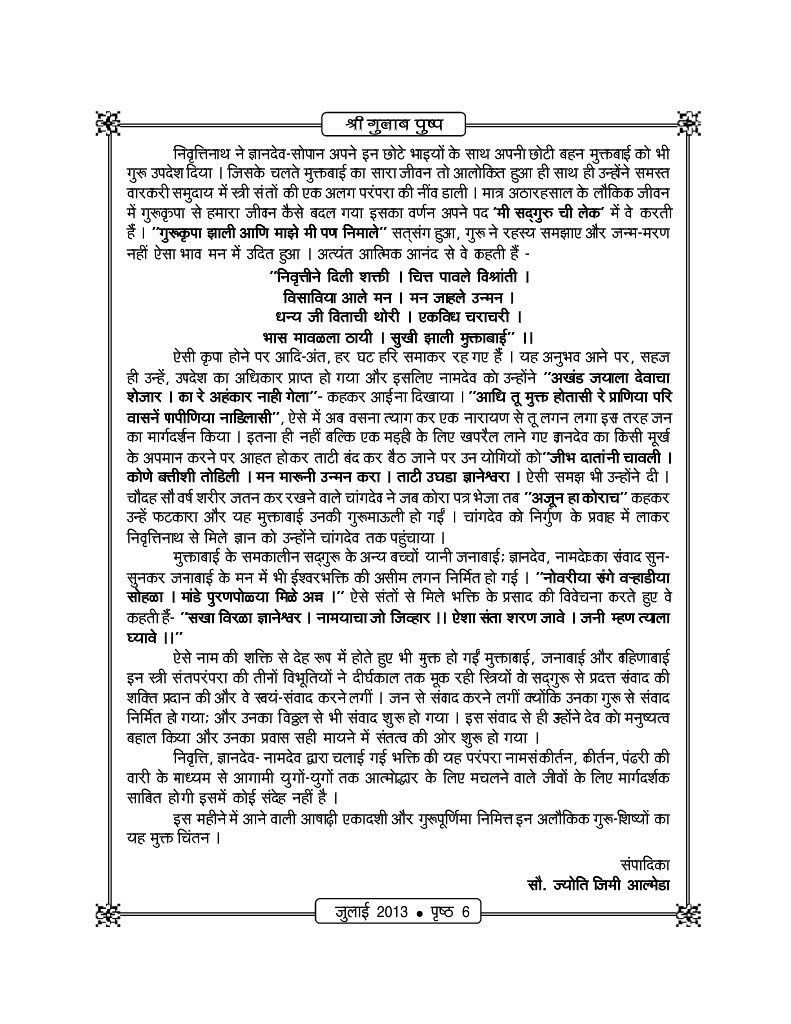 श्री गुलाब पुष्प
निवृत्तिनाथ ने ज्ञानदेव-सोपान अपने इन छोटे भाइयों के साथ अपनी छोटी बहन मुक्तबाई को भी
गुरू उपदेश दिया । जिसके चलते मुक्तबाई का सारा जीवन तो आलोकित हुआ ही साथ ही उन्होंने समस्त
वारकरी समुदाय में स्त्री संतों की एक अलग परंपरा की नींव डाली । मात्र अठारहसाल के लौकिक जीवन
में गुरूकृपा से हमारा जीवन कैसे बदल गया इसका वर्णन अपने पद ‘मी सद्‌गुरु ची लेक’ में वे करती
हैं । ”गुरूकृपा झाली आणि माझे मी पण निमाले” सत्‌संग हुआ, गुरू ने रहस्य समझाए और जन्म-मरण
नहीं ऐसा भाव मन में उदित हुआ । अत्यंत आत्मिक आनंद से वे कहती हैं -
”निवृत्तीने दिली शक्ती । चित्त पावले विश्रांती ।
विसाविया आले मन । मन जाहले उन्मन ।
धन्य जी विताची थोरी । एकविध चराचरी ।
भास मावळला ठायी । सुखी झाली मुक्ताबाई” ।।
ऐसी कृपा होने पर आदि-अंत, हर घट हरि समाकर रह गए हैं । यह अनुभव आने पर, सहज
ही उन्हें, उपदेश का अधिकार प्राप्त हो गया और इसलिए नामदेव को उन्होंने ”अखंड जयाला देवाचा
शेजार । का रे अहंकार नाही गेला”- कहकर आईना दिखाया । ”आधि तू मुक्त होतासी रे प्राणिया परि
वासनें पापीणिया नाडिलासी”, ऐसे में अब वसना त्याग कर एक नारायण से तू लगन लगा इस तरह जन
का मार्गदर्शन किया । इतना ही नहीं बल्कि एक मड़ही के लिए खपरैल लाने गए ज्ञानदेव का किसी मूर्ख
के अपमान करने पर आहत होकर ताटी बंद कर बैठ जाने पर उन योगियों को”जीभ दातांनी चावली ।
कोणे बत्तीशी तोडिली । मन मारूनी उन्मन करा । ताटी उघडा ज्ञानेश्वरा । ऐसी समझ भी उन्होंने दी ।
चौदह सौ वर्ष शरीर जतन कर रखने वाले चांगदेव ने जब कोरा पत्र भेजा तब ”अजून हा कोराच” कहकर
उन्हें फटकारा और यह मुक्ताबाई उनकी गुरूमाऊली हो गईं । चांगदेव को निर्गुण के प्रवाह में लाकर
निवृत्तिनाथ से मिले ज्ञान को उन्होंने चांगदेव तक पहुंचाया ।
मुक्ताबाई के समकालीन सद्‌गुरू के अन्य बच्चों यानी जनाबाई; ज्ञानदेव, नामदेव का संवाद सुन-
सुनकर जनाबाई के मन में भी ईश्वरभक्ति की असीम लगन निर्मित हो गई । ”नोवरीया संगे वऱ्हाडीया
सोहळा । मांडे पुरणपोळ्या मिळे अन्न ।” ऐसे संतों से मिले भक्ति के प्रसाद की विवेचना करते हुए वे
कहती हैं- ”सखा विरळा ज्ञानेश्वर । नामयाचा जो जिव्हार ।। ऐशा संता शरण जावे । जनी म्हण त्याला
घ्यावे ।।”
ऐसे नाम की शक्ति से देह रूप में होते हुए भी मुक्त हो गईं मुक्ताबाई, जनाबाई और बहिणाबाई
इन स्त्री संतपरंपरा की तीनों विभूतियों ने दीर्घकाल तक मूक रही स्त्रियों को सद्‌गुरू से प्रदत्त संवाद की
शक्ति प्रदान की और वे स्वयं-संवाद करने लगीं । जन से संवाद करने लगीं क्योंकि उनका गुरू से संवाद
निर्मित हो गया; और उनका विठ्ठल से भी संवाद शुरू हो गया । इस संवाद से ही उन्होंने देव को मनुष्यत्व
बहाल किया और उनका प्रवास सही मायने में संतत्व की ओर शुरू हो गया ।
निवृत्ति, ज्ञानदेव- नामदेव द्वारा चलाई गई भक्ति की यह परंपरा नामसंकीर्तन, कीर्तन, पंढरी की
वारी के माध्यम से आगामी युगों-युगों तक आत्मोद्धार के लिए मचलने वाले जीवों के लिए मार्गदर्शक
साबित होगी इसमें कोई संदेह नहीं है ।
इस महीने में आने वाली आषाढ़ी एकादशी और गुरूपूर्णिमा निमित्त इन अलौकिक गुरू-शिष्यों का
यह मुक्त चिंतन ।
संपादिका
सौ. ज्योति जिमी आल्मेडा
जुलाई 2013 ● पृष्ठ 6